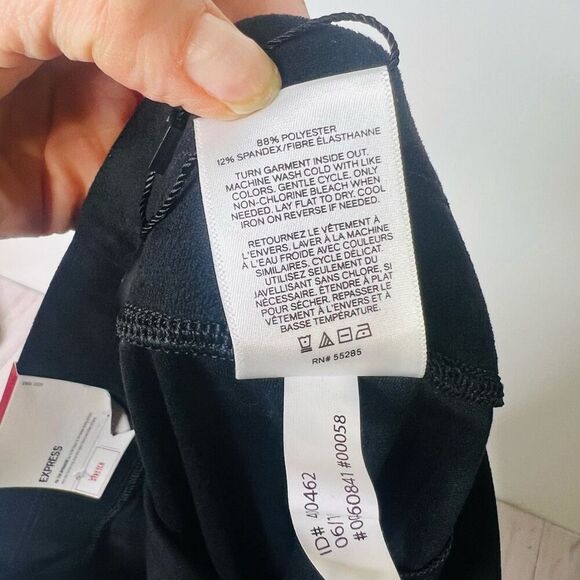 88% POLYESTER
12% SPANDEX/FIBRE ÉLASTHANNE
TURN GARMENT INSIDE OUT.
MACHINE WASH COLD WITH LIKE
COLORS. GENTLE CYCLE. ONLY
NON-CHLORINE BLEACH WHEN
NEEDED. LAY FLAT TO DRY. COOL
IRON ON REVERSE IF NEEDED.
RETOURNEZ LE VÊTEMENT À
L'ENVERS. LAVER À LA MACHINE
À L'EAU FROIDE AVEC COULEURS
SIMILAIRES, CYCLE DÉLICAT.
UTILISEZ SEULEMENT DU
JAVELLISANT SANS CHLORE, SI
NÉCESSAIRE. ÉTENDRE À PLAT
POUR SÉCHER. REPASSER LE
VÊTEMENT À L'ENVERS ET À
BASSE TEMPÉRATURE.
RN# 55285
ID# 40462
06/1
#0460841 #00058
EXPRESS
STRETCH